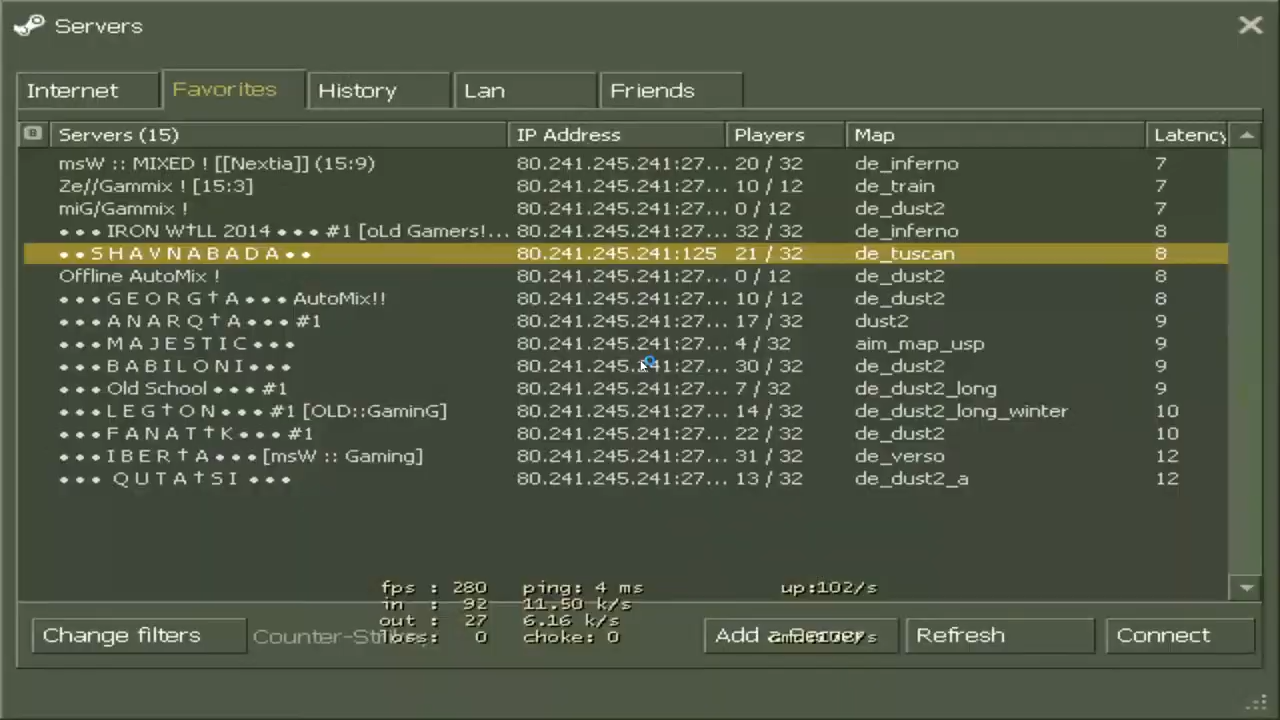 Servers
Internet Favorites History Lan Friends
Servers (15) IP Address Players Map Latency
msW :: MIXED ! [[Nextia]] (15:9) 80.241.245.241:27... 20 / 32 de_inferno 7
Ze//Gammix ! [15:3] 80.241.245.241:27... 10 / 12 de_train 7
miG/Gammix ! 80.241.245.241:27... 0 / 12 de_dust2 7
••• IRON W†LL 2014 ••• #1 [oLd Gamers!... 80.241.245.241:27... 32 / 32 de_inferno 8
•• S H A V N A B A D A •• 80.241.245.241:125 21 / 32 de_tuscan 8
Offline AutoMix ! 80.241.245.241:27... 0 / 12 de_dust2 8
••• G E O R G † A ••• AutoMix!! 80.241.245.241:27... 10 / 12 de_dust2 8
••• A N A R Q † A ••• #1 80.241.245.241:27... 17 / 32 dust2 9
••• M A J E S T I C ••• 80.241.245.241:27... 4 / 32 aim_map_usp 9
••• B A B I L O N I ••• 80.241.245.241:27... 30 / 32 de_dust2 9
••• Old School ••• #1 80.241.245.241:27... 7 / 32 de_dust2_long 9
••• L E G † O N ••• #1 [OLD::GaminG] 80.241.245.241:27... 14 / 32 de_dust2_long_winter 10
••• F A N A T † K ••• #1 80.241.245.241:27... 22 / 32 de_dust2 10
••• I B E R † A ••• [msW :: Gaming] 80.241.245.241:27... 31 / 32 de_verso 12
••• Q U T A † S I ••• 80.241.245.241:27... 13 / 32 de_dust2_a 12
fps : 280 ping: 4 ms up:102/s
in : 92 11.50 k/s
out : 27 6.16 k/s
loss: 0 choke: 0
Change filters Add a Server Refresh Connect